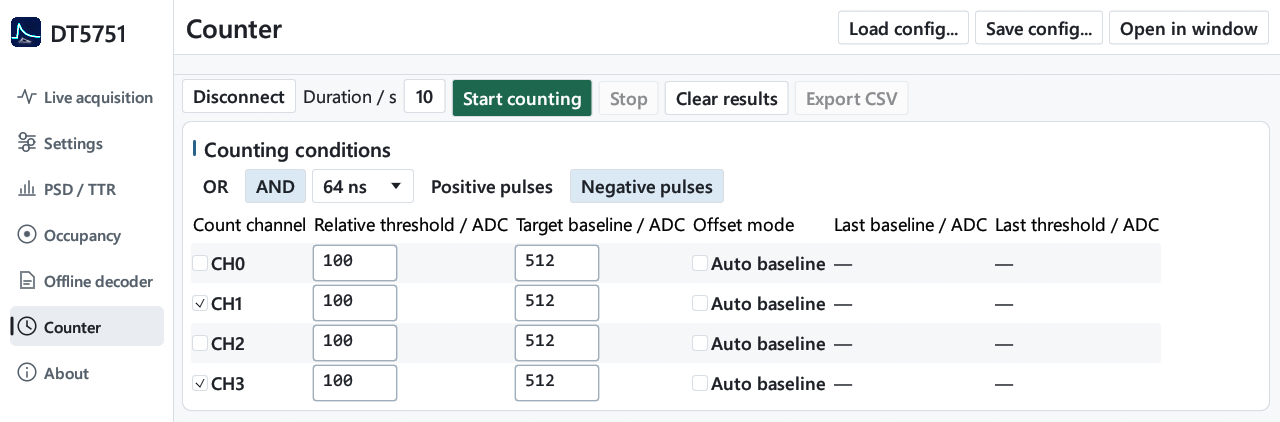 DT5751
Counter
Load config...
Save config...
Open in window
Live acquisition
Settings
PSD / TTR
Occupancy
Offline decoder
Counter
About
Disconnect Duration / s 10 Start counting Stop Clear results Export CSV
Counting conditions
OR AND 64 ns Positive pulses Negative pulses
Count channel Relative threshold / ADC Target baseline / ADC Offset mode Last baseline / ADC Last threshold / ADC
CH0 100 512 Auto baseline — —
CH1 100 512 Auto baseline — —
CH2 100 512 Auto baseline — —
CH3 100 512 Auto baseline — —